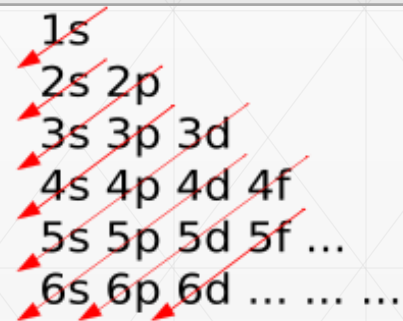 1s
2s 2p
3s 3p 3d
4s 4p 4d 4f
5s 5p 5d 5f ...
6s 6p 6d ... ... ...